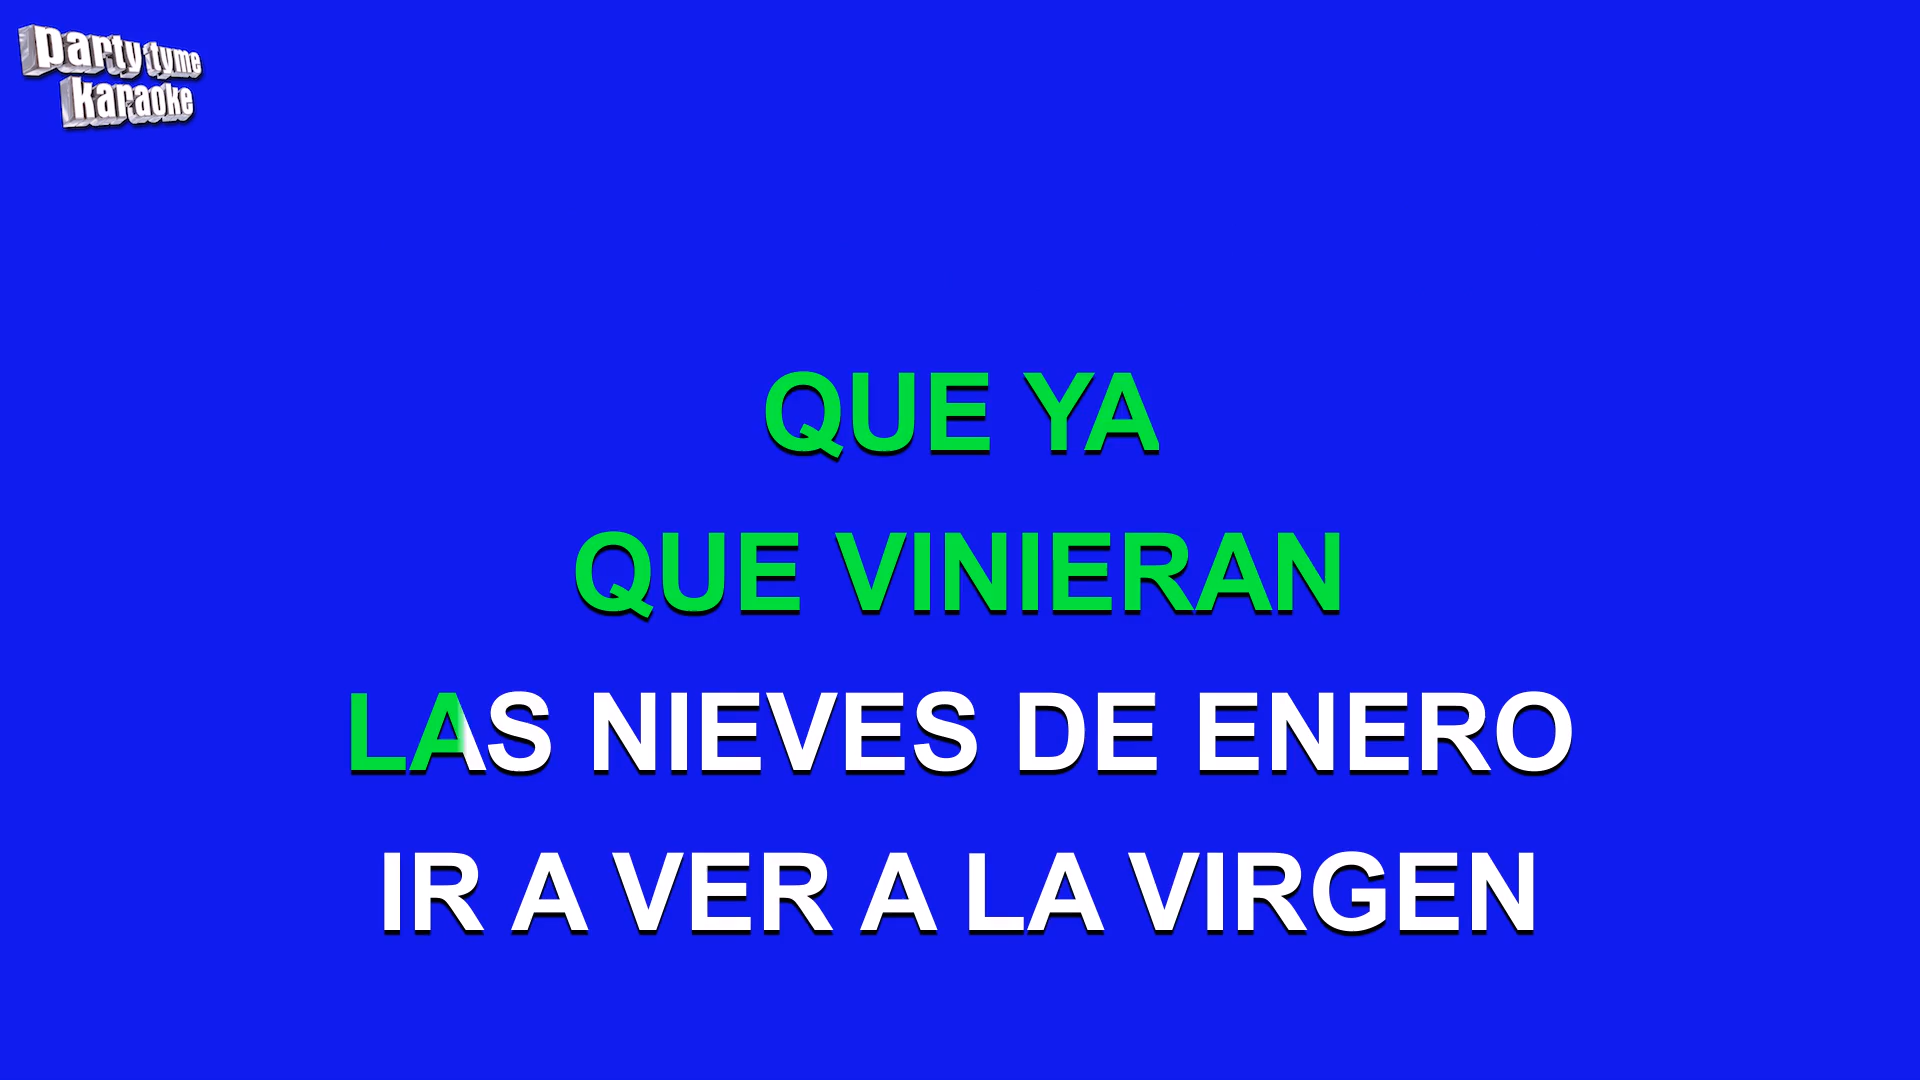 party tyme
karaoke
QUE YA
QUE VINIERAN
LAS NIEVES DE ENERO
IR A VER A LA VIRGEN